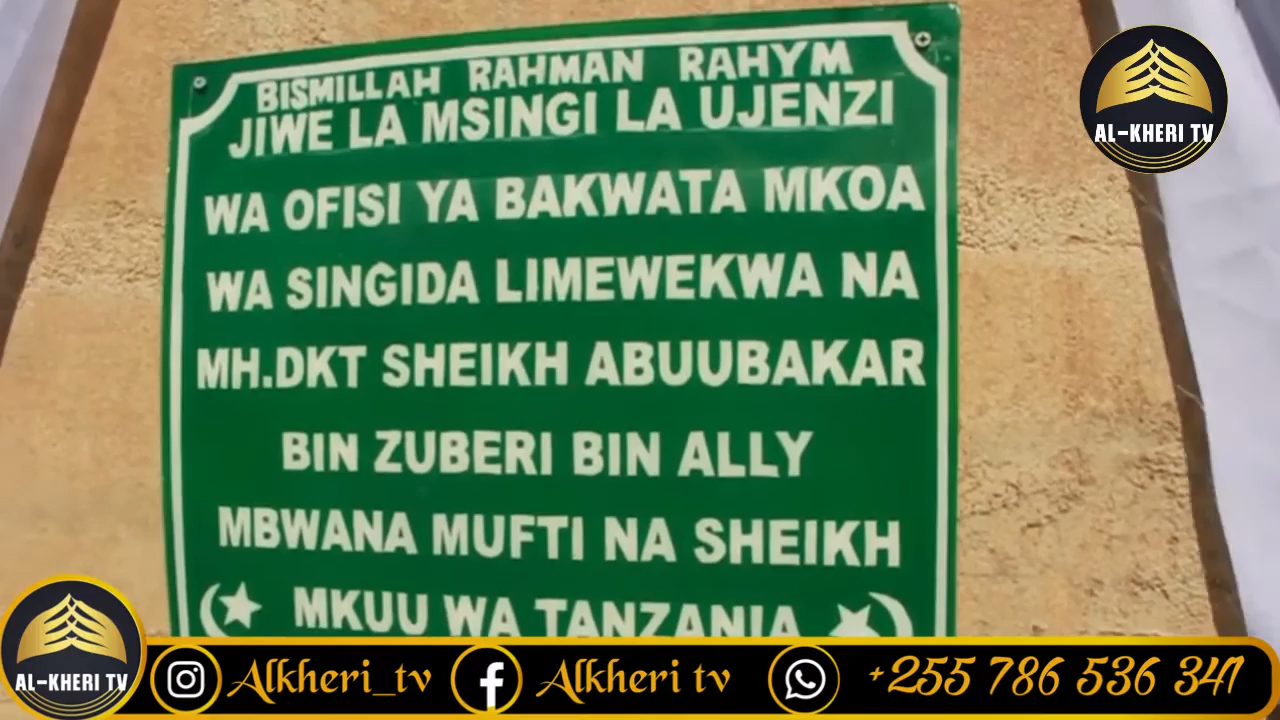 BISMILLAH RAHMAN RAHYM
JIWE LA MSINGI LA UJENZI
WA OFISI YA BAKWATA MKOA
WA SINGIDA LIMEWEKWA NA
MH.DKT SHEIKH ABUUBAKAR
BIN ZUBERI BIN ALLY
MBWANA MUFTI NA SHEIKH
MKUU WA TANZANIA
AL-KHERI TV
AL-KHERI TV
Alkheri_tv
Alkheri tv
+255 786 536 341